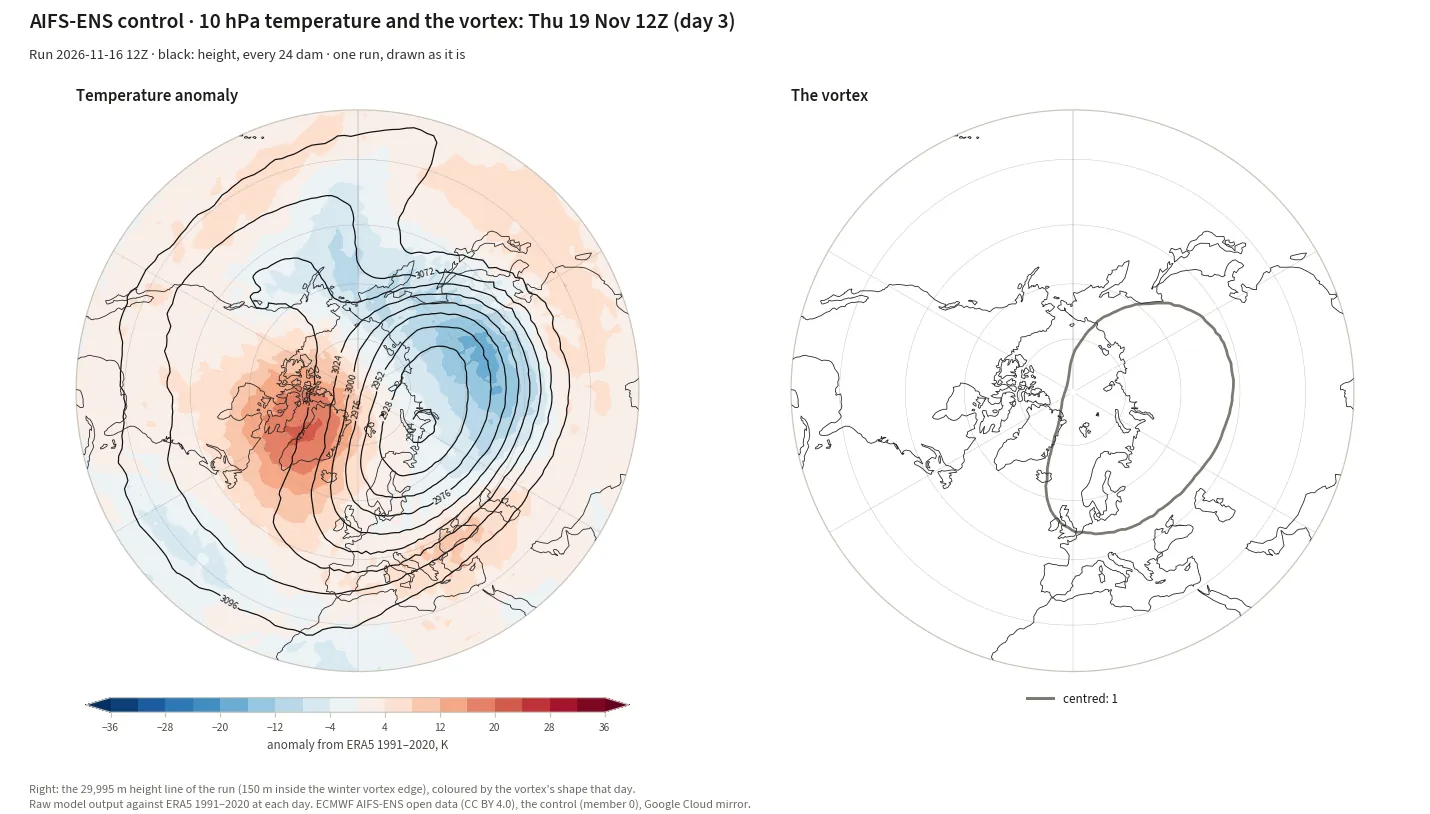 AIFS-ENS control · 10 hPa temperature and the vortex: Thu 19 Nov 12Z (day 3)
Run 2026-11-16 12Z · black: height, every 24 dam · one run, drawn as it is
Temperature anomaly
The vortex
3072
3024
3000
2952
2976
2928
2976
3096
−36 −28 −20 −12 −4 4 12 20 28 36
anomaly from ERA5 1991–2020, K
centred: 1
Right: the 29,995 m height line of the run (150 m inside the winter vortex edge), coloured by the vortex's shape that day.
Raw model output against ERA5 1991–2020 at each day. ECMWF AIFS-ENS open data (CC BY 4.0), the control (member 0), Google Cloud mirror.